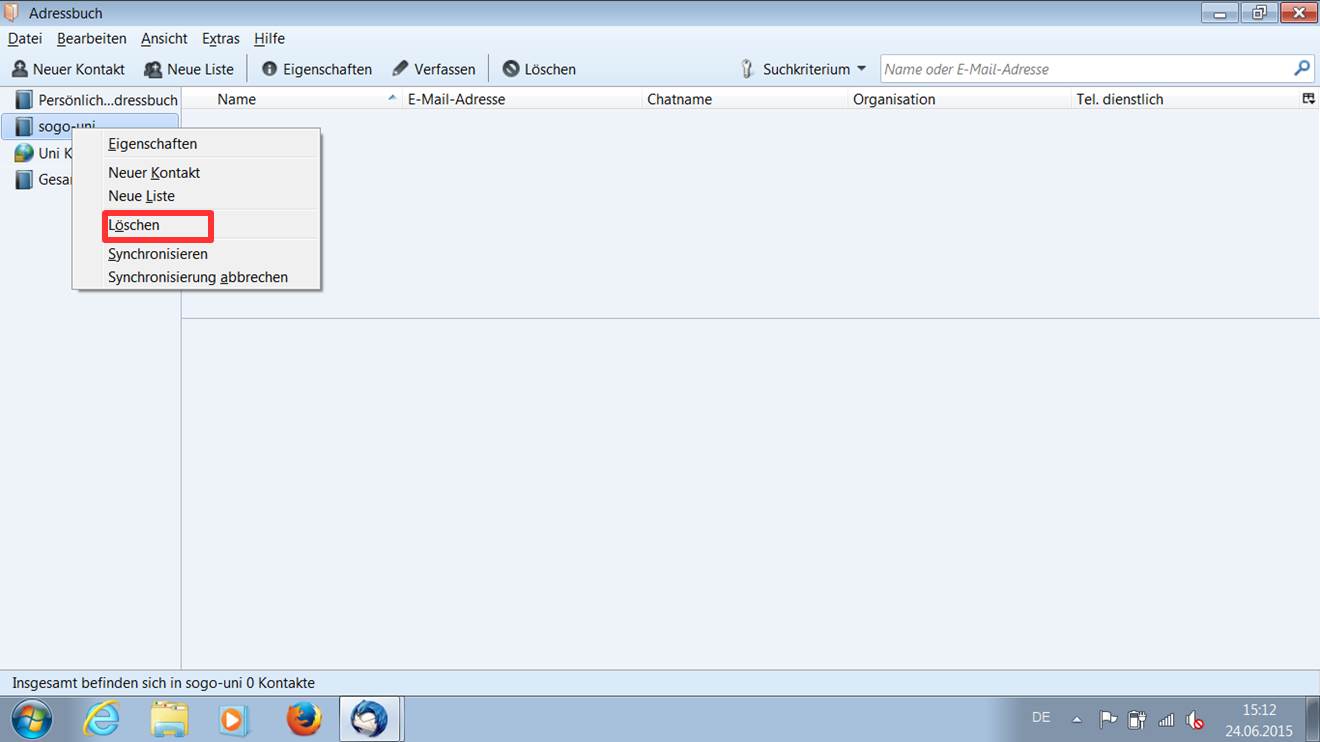 Adressbuch
Datei Bearbeiten Ansicht Extras Hilfe
Neuer Kontakt Neue Liste Eigenschaften Verfassen Löschen Suchkriterium Name oder E-Mail-Adresse
Persönlich...dressbuch Name E-Mail-Adresse Chatname Organisation Tel. dienstlich
sogo-uni
Uni K
Gesa
Eigenschaften
Neuer Kontakt
Neue Liste
Löschen
Synchronisieren
Synchronisierung abbrechen
Insgesamt befinden sich in sogo-uni 0 Kontakte
DE
15:12
24.06.2015